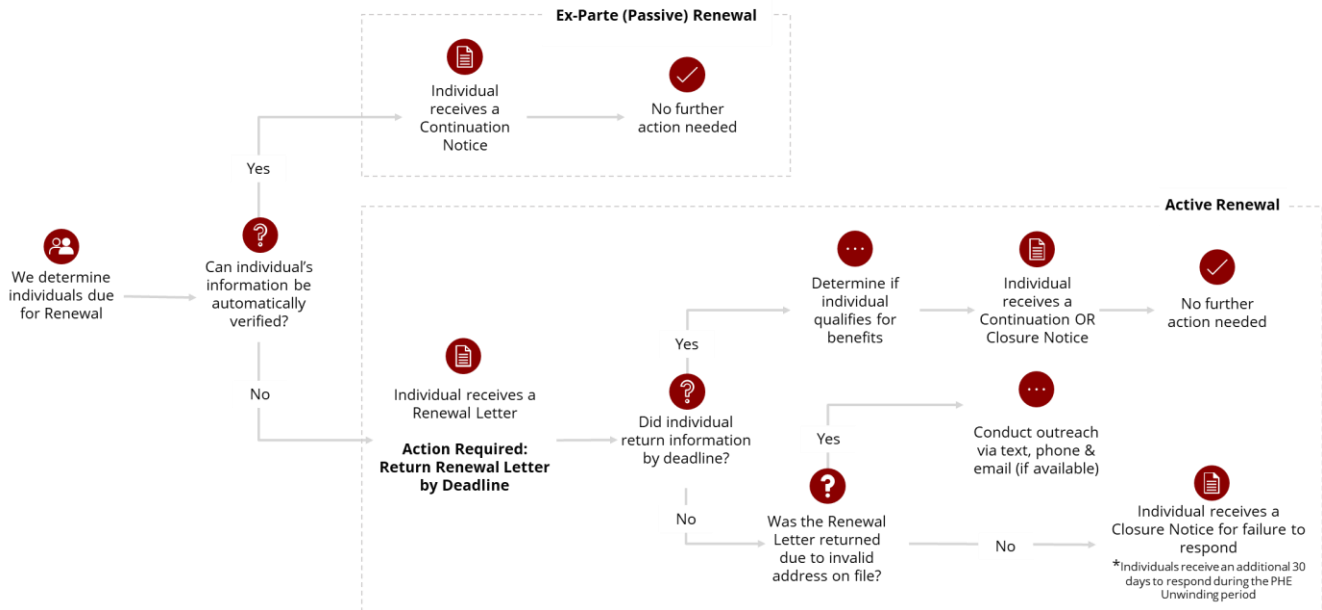 Ex-Parte (Passive) Renewal
Individual
receives a
Continuation
Notice
No further
action needed
Yes
Active Renewal
We determine
individuals due
for Renewal
Can individual’s
information be
automatically
verified?
No
Individual receives a
Renewal Letter
Action Required:
Return Renewal Letter
by Deadline
Did individual
return information
by deadline?
Yes
Determine if
individual
qualifies for
benefits
Individual
receives a
Continuation OR
Closure Notice
No further
action needed
No
Was the Renewal
Letter returned
due to invalid
address on file?
Yes
Conduct outreach
via text, phone &
email (if available)
No
Individual receives a
Closure Notice for failure to
respond
*Individuals receive an additional 30
days to respond during the PHE
Unwinding period